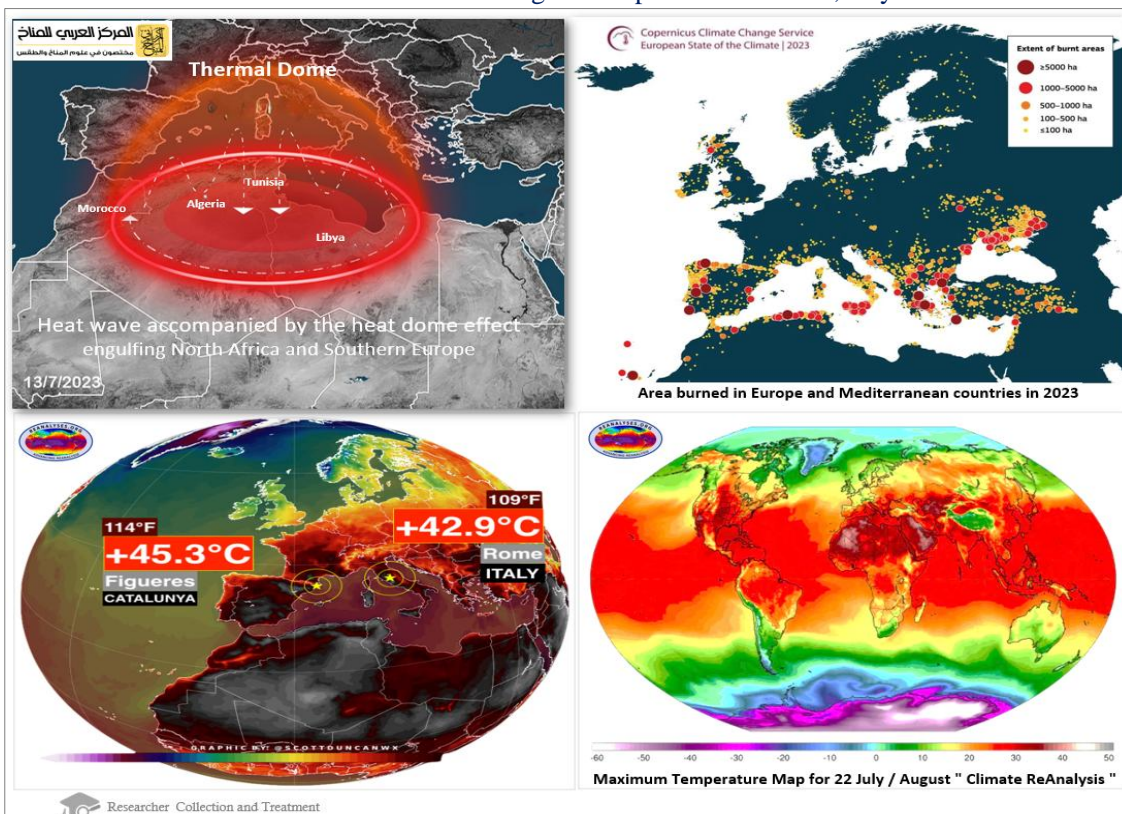 المركز العربي للمناخ
مختصون في علوم المناخ والطقس
Thermal Dome
Tunisia
Morocco
Algeria
Libya
Heat wave accompanied by the heat dome effect
engulfing North Africa and Southern Europe
13/7/2023
Copernicus Climate Change Service
European State of the Climate | 2023
Extent of burnt areas
≥5000 ha
1000–5000 ha
500–1000 ha
100–500 ha
≤100 ha
Area burned in Europe and Mediterranean countries in 2023
REANALYSES.ORG
114°F
+45.3°C
Figueres
CATALUNYA
109°F
+42.9°C
Rome
ITALY
GRAPHIC BY: @SCOTTDUNCANWX
REANALYSES.ORG
-60 -50 -40 -30 -20 -10 0 10 20 30 40 50
Maximum Temperature Map for 22 July / August " Climate ReAnalysis "
Researcher Collection and Treatment